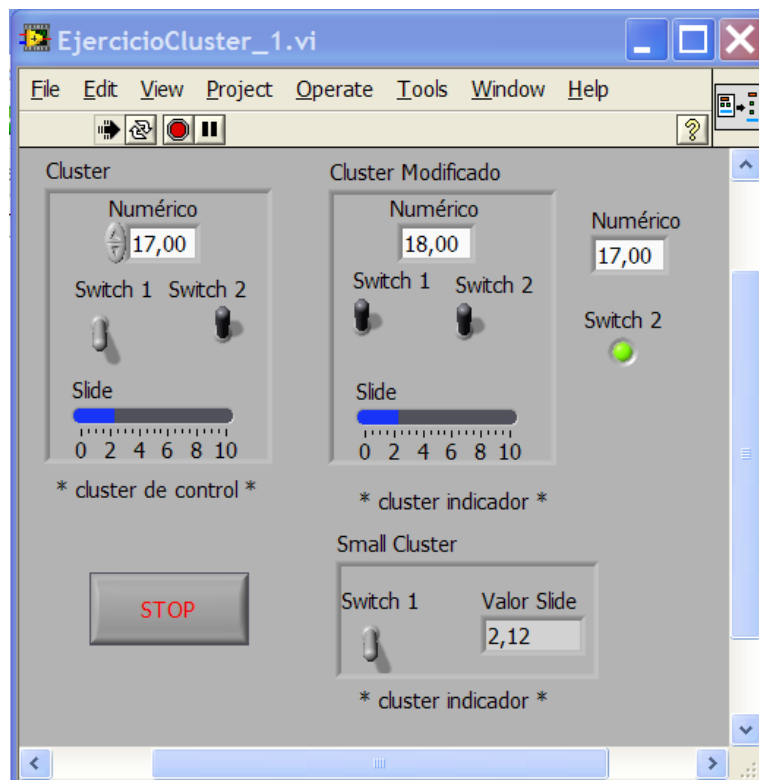 EjercicioCluster_1.vi
File Edit View Project Operate Tools Window Help
Cluster
Numérico
17,00
Switch 1 Switch 2
Slide
0 2 4 6 8 10
* cluster de control *
STOP
Cluster Modificado
Numérico
18,00
Switch 1 Switch 2
Slide
0 2 4 6 8 10
* cluster indicador *
Numérico
17,00
Switch 2
Small Cluster
Switch 1 Valor Slide
2,12
* cluster indicador *